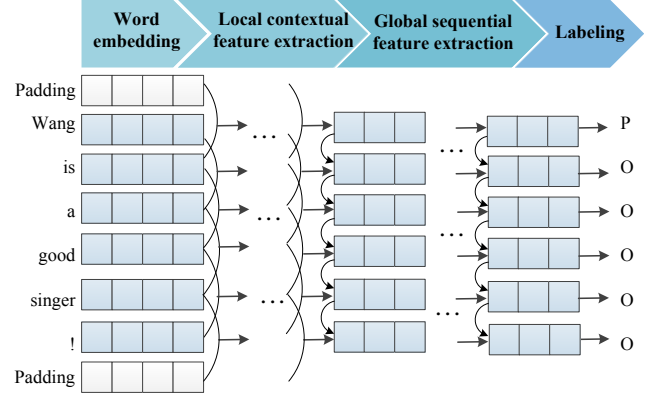 Word
embedding
Local contextual
feature extraction
Global sequential
feature extraction
Labeling
Padding
Wang
is
a
good
singer
!
Padding
...
...
...
...
...
...
P
O
O
O
O
O